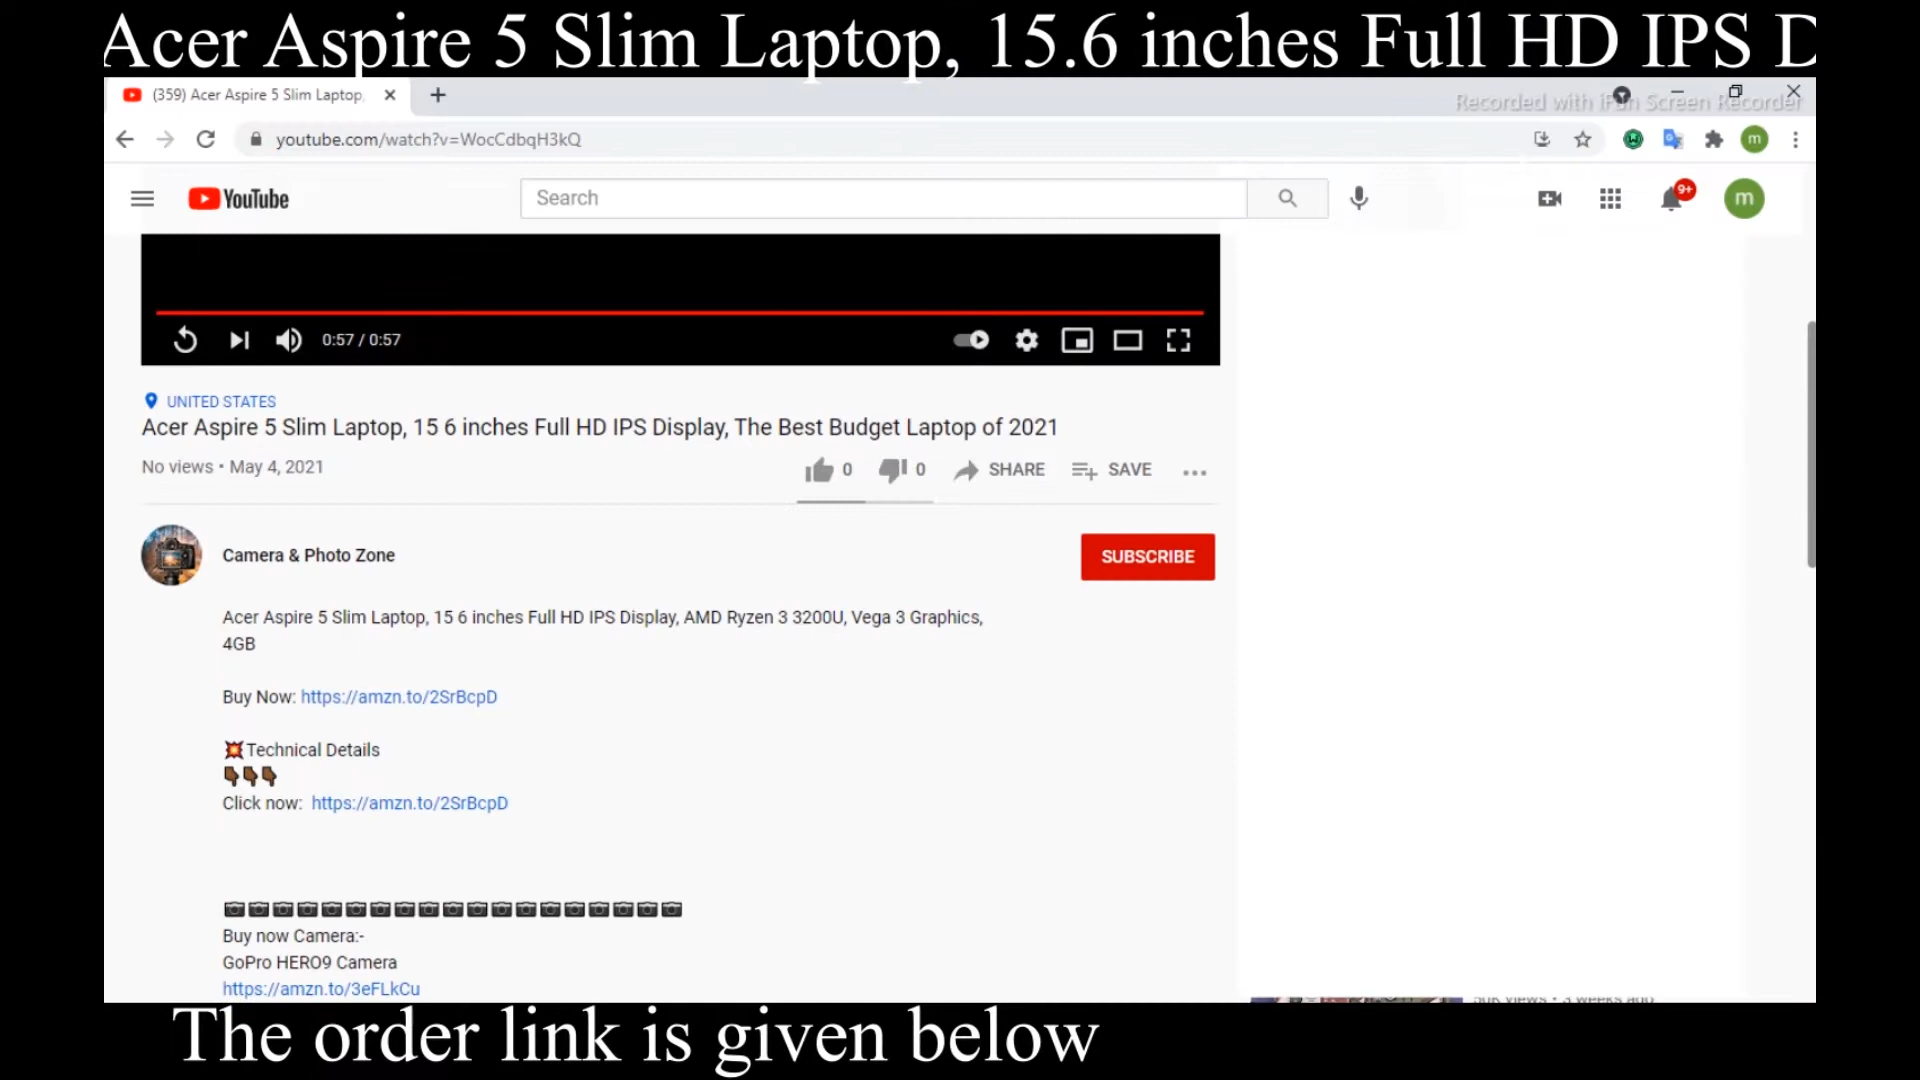 Acer Aspire 5 Slim Laptop, 15.6 inches Full HD IPS D
(359) Acer Aspire 5 Slim Laptop,
Recorded with iFun Screen Recorder
youtube.com/watch?v=WocCdbqH3kQ
m
YouTube
Search
9+
m
0:57 / 0:57
UNITED STATES
Acer Aspire 5 Slim Laptop, 15 6 inches Full HD IPS Display, The Best Budget Laptop of 2021
No views • May 4, 2021
0 0 SHARE SAVE
Camera & Photo Zone
SUBSCRIBE
Acer Aspire 5 Slim Laptop, 15 6 inches Full HD IPS Display, AMD Ryzen 3 3200U, Vega 3 Graphics,
4GB
Buy Now: https://amzn.to/2SrBcpD
💥Technical Details
Click now: https://amzn.to/2SrBcpD
Buy now Camera:-
GoPro HERO9 Camera
https://amzn.to/3eFLkCu
50K views • 3 weeks ago
The order link is given below